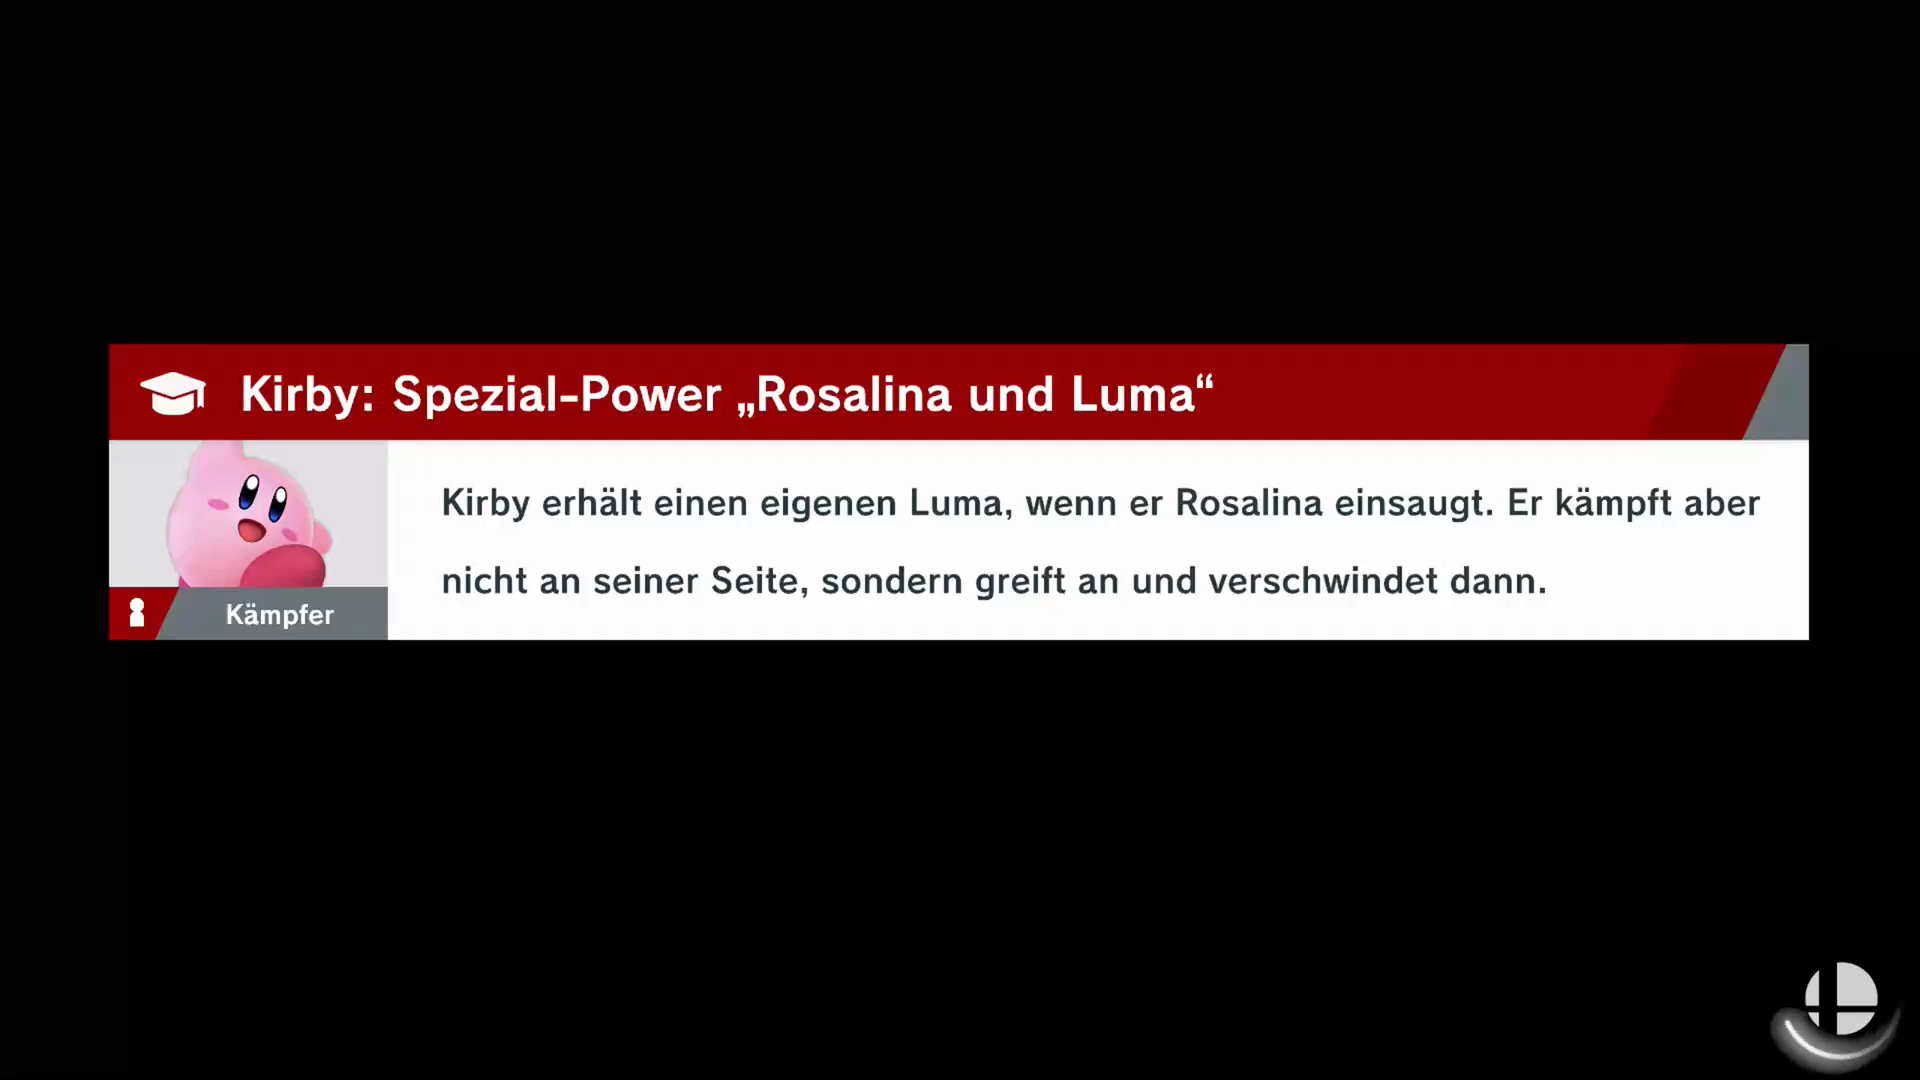 Kirby: Spezial-Power „Rosalina und Luma“
Kirby erhält einen eigenen Luma, wenn er Rosalina einsaugt. Er kämpft aber
nicht an seiner Seite, sondern greift an und verschwindet dann.
Kämpfer